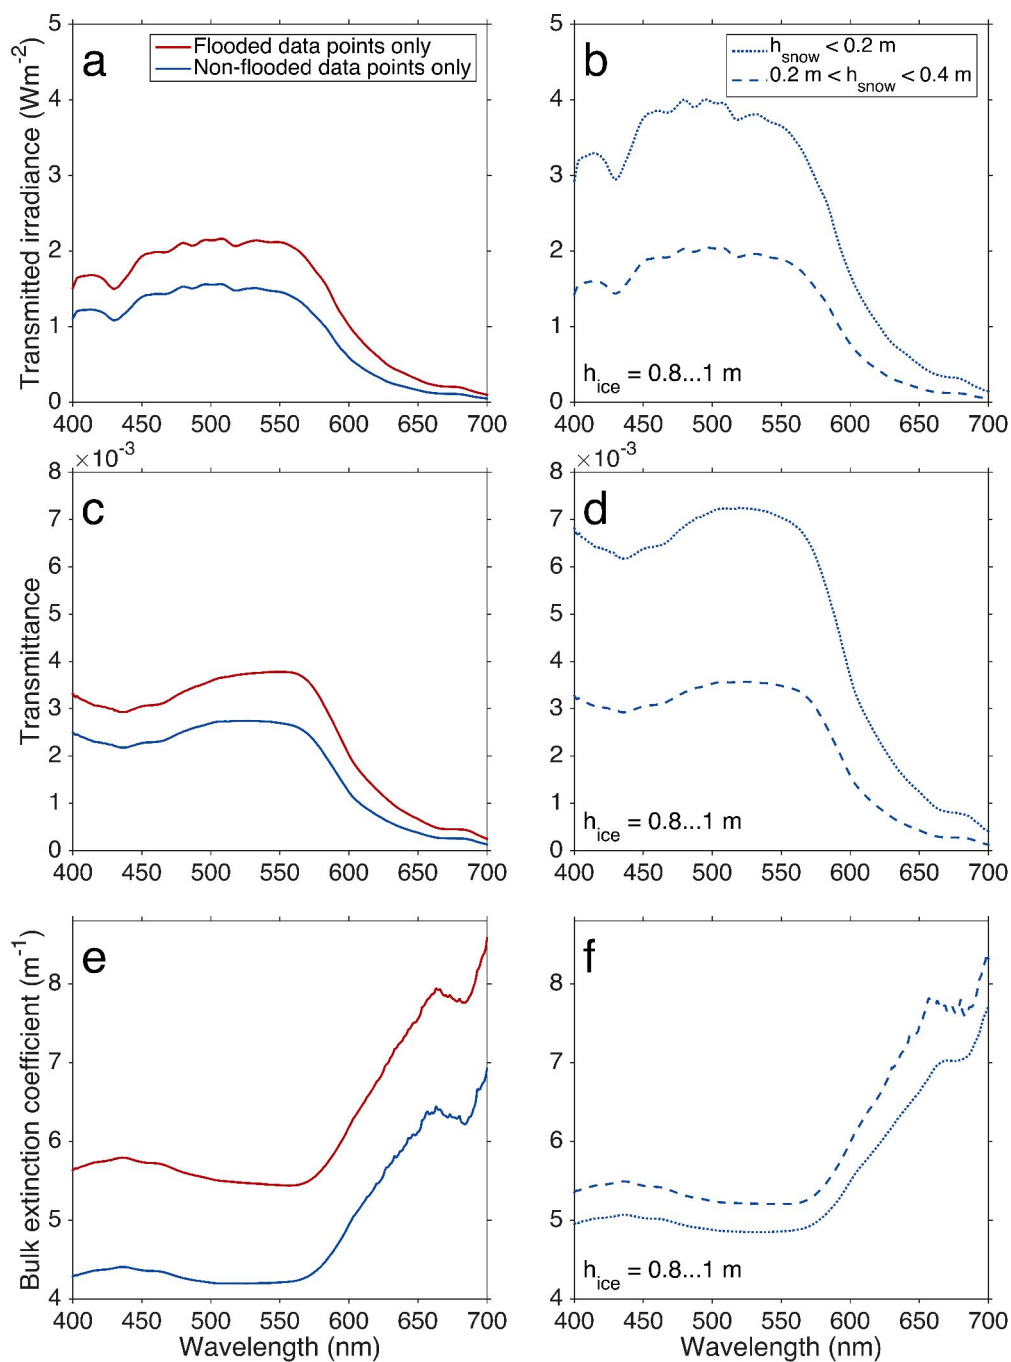 a
Flooded data points only
Non-flooded data points only
Transmitted irradiance (Wm-2)
5
4
3
2
1
0
400 450 500 550 600 650 700
b
hsnow < 0.2 m
0.2 m < hsnow < 0.4 m
5
4
3
2
1
0
hice = 0.8...1 m
400 450 500 550 600 650 700
×10-3
c
Transmittance
8
7
6
5
4
3
2
1
0
400 450 500 550 600 650 700
×10-3
d
8
7
6
5
4
3
2
1
0
hice = 0.8...1 m
400 450 500 550 600 650 700
e
Bulk extinction coefficient (m-1)
8
7
6
5
4
400 450 500 550 600 650 700
Wavelength (nm)
f
8
7
6
5
4
hice = 0.8...1 m
400 450 500 550 600 650 700
Wavelength (nm)